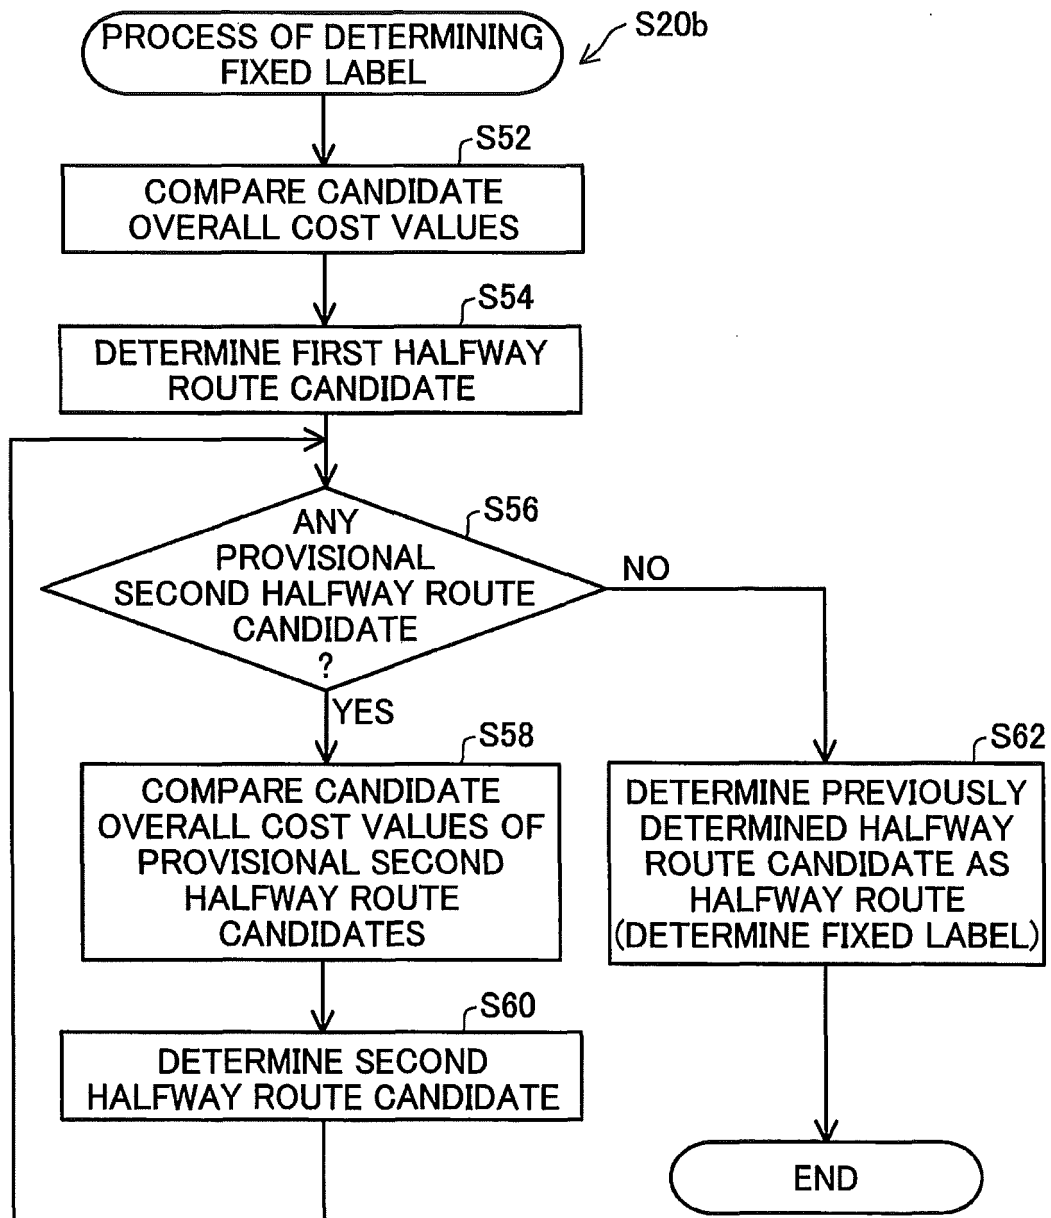 PROCESS OF DETERMINING
FIXED LABEL
S20b
S52
COMPARE CANDIDATE
OVERALL COST VALUES
S54
DETERMINE FIRST HALFWAY
ROUTE CANDIDATE
S56
ANY
PROVISIONAL
SECOND HALFWAY ROUTE
CANDIDATE
?
NO
YES
S58
COMPARE CANDIDATE
OVERALL COST VALUES OF
PROVISIONAL SECOND
HALFWAY ROUTE
CANDIDATES
S62
DETERMINE PREVIOUSLY
DETERMINED HALFWAY
ROUTE CANDIDATE AS
HALFWAY ROUTE
(DETERMINE FIXED LABEL)
S60
DETERMINE SECOND
HALFWAY ROUTE CANDIDATE
END